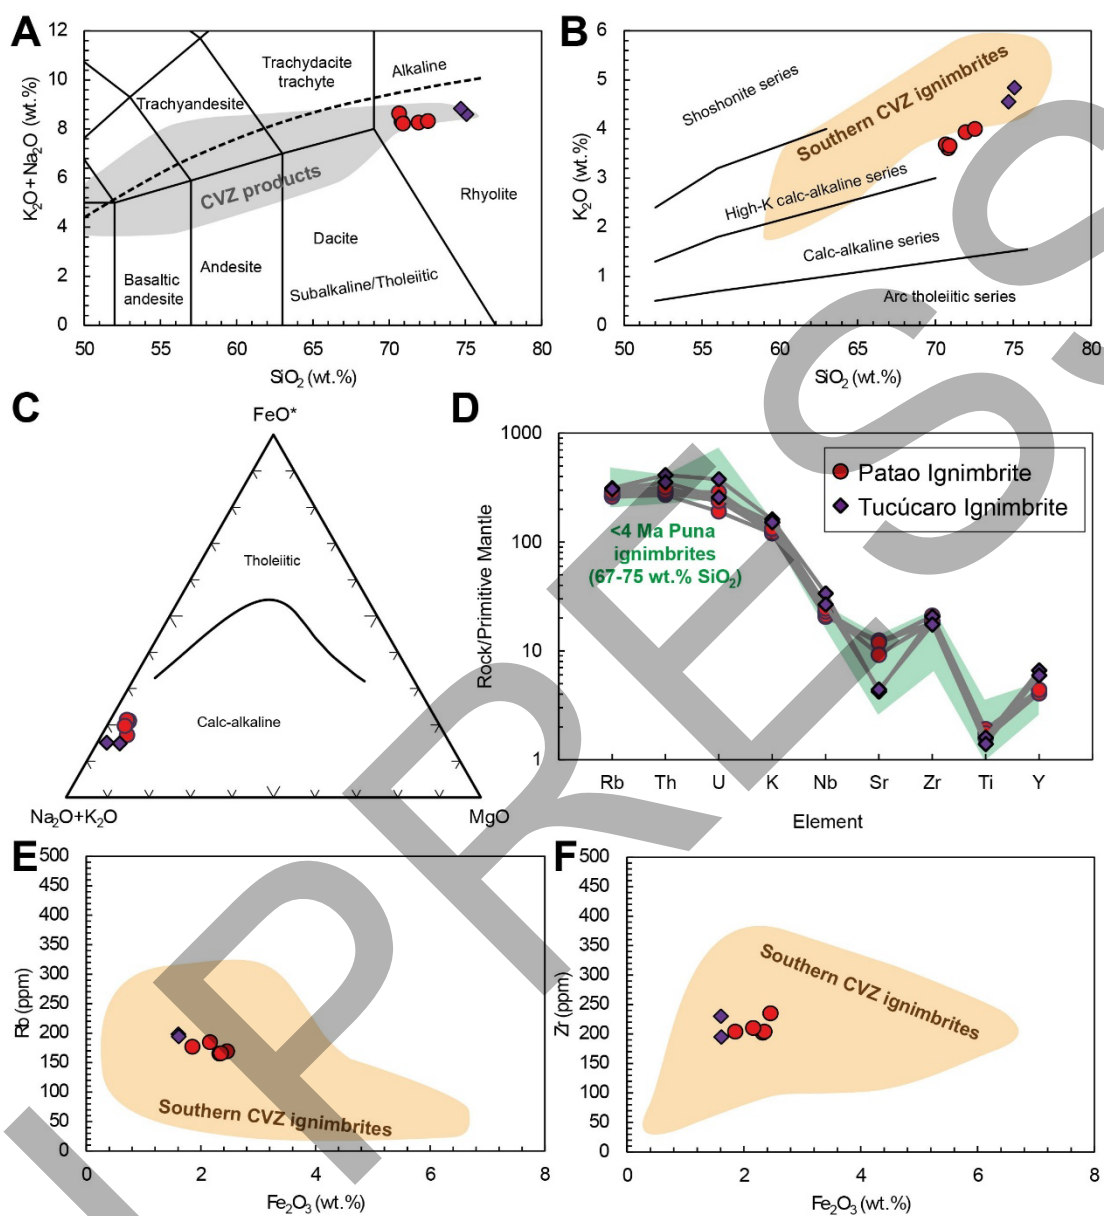 A
K₂O+Na₂O (wt.%)
12
10
8
6
4
2
0
50
55
60
65
70
75
80
SiO₂ (wt.%)
Trachydacite
trachyte
Alkaline
Trachyandesite
CVZ products
Rhyolite
Dacite
Andesite
Basaltic
andesite
Subalkaline/Tholeiitic
B
K₂O (wt.%)
6
5
4
3
2
1
0
50
55
60
65
70
75
80
SiO₂ (wt.%)
Shoshonite series
Southern CVZ ignimbrites
High-K calc-alkaline series
Calc-alkaline series
Arc tholeiitic series
C
FeO*
Tholeiitic
Calc-alkaline
Na₂O+K₂O
MgO
D
Rock/Primitive Mantle
1000
100
10
1
Patao Ignimbrite
Tucúcaro Ignimbrite
<4 Ma Puna
ignimbrites
(67-75 wt.% SiO₂)
Rb
Th
U
K
Nb
Sr
Zr
Ti
Y
Element
E
Rb (ppm)
500
450
400
350
300
250
200
150
100
50
0
0
2
4
6
8
Fe₂O₃ (wt.%)
Southern CVZ ignimbrites
F
Zr (ppm)
500
450
400
350
300
250
200
150
100
50
0
0
2
4
6
8
Fe₂O₃ (wt.%)
Southern CVZ ignimbrites